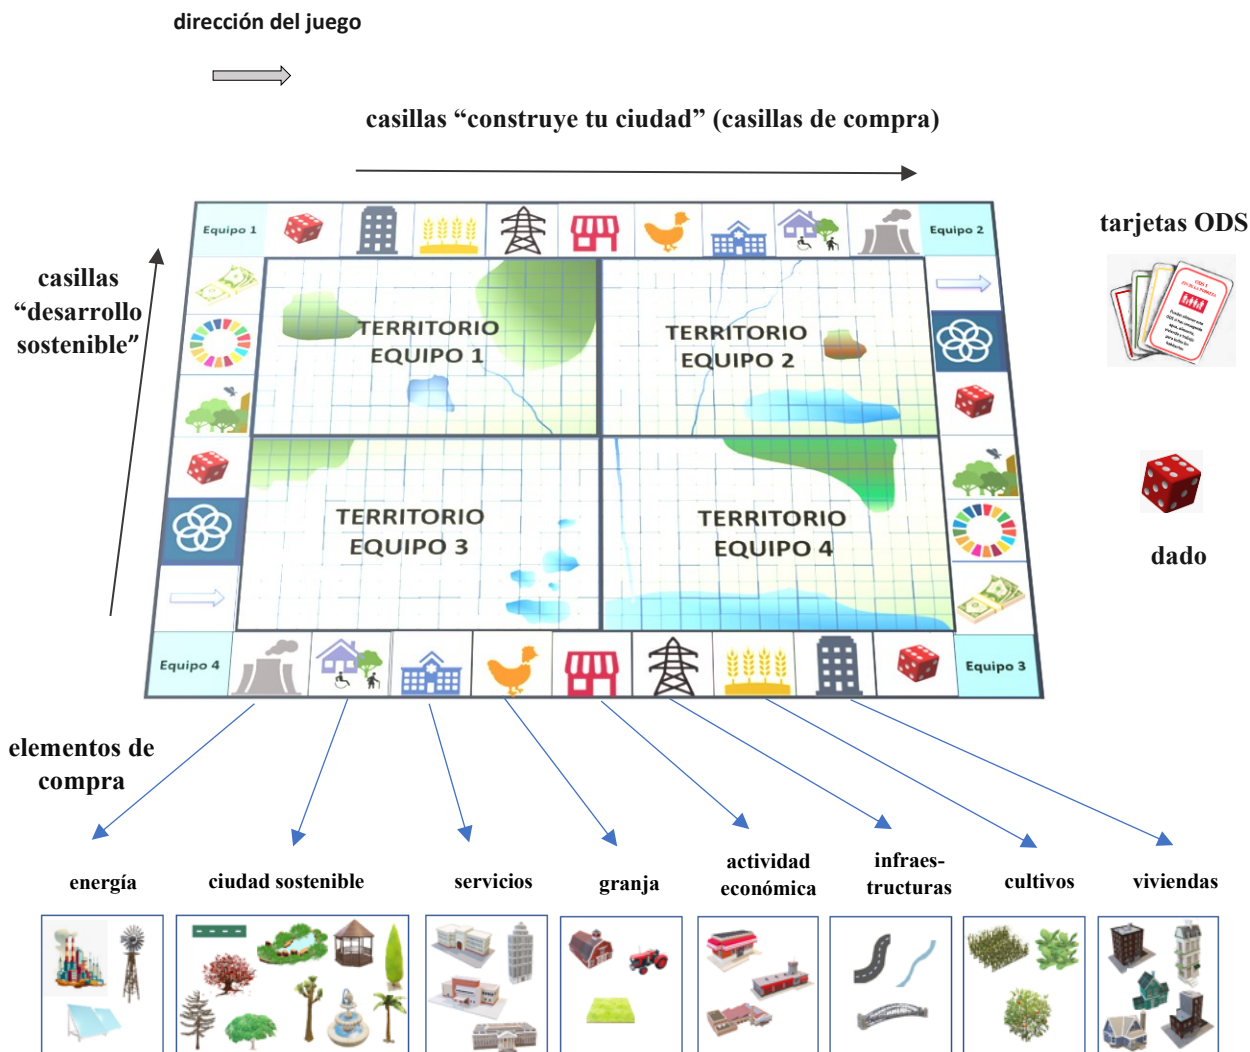 dirección del juego
casillas “construye tu ciudad” (casillas de compra)
casillas
“desarrollo
sostenible”
Equipo 1
Equipo 2
tarjetas ODS
TERRITORIO
EQUIPO 1
TERRITORIO
EQUIPO 2
TERRITORIO
EQUIPO 3
TERRITORIO
EQUIPO 4
dado
Equipo 4
Equipo 3
elementos de
compra
energía
ciudad sostenible
servicios
granja
actividad
económica
infraes-
tructuras
cultivos
viviendas